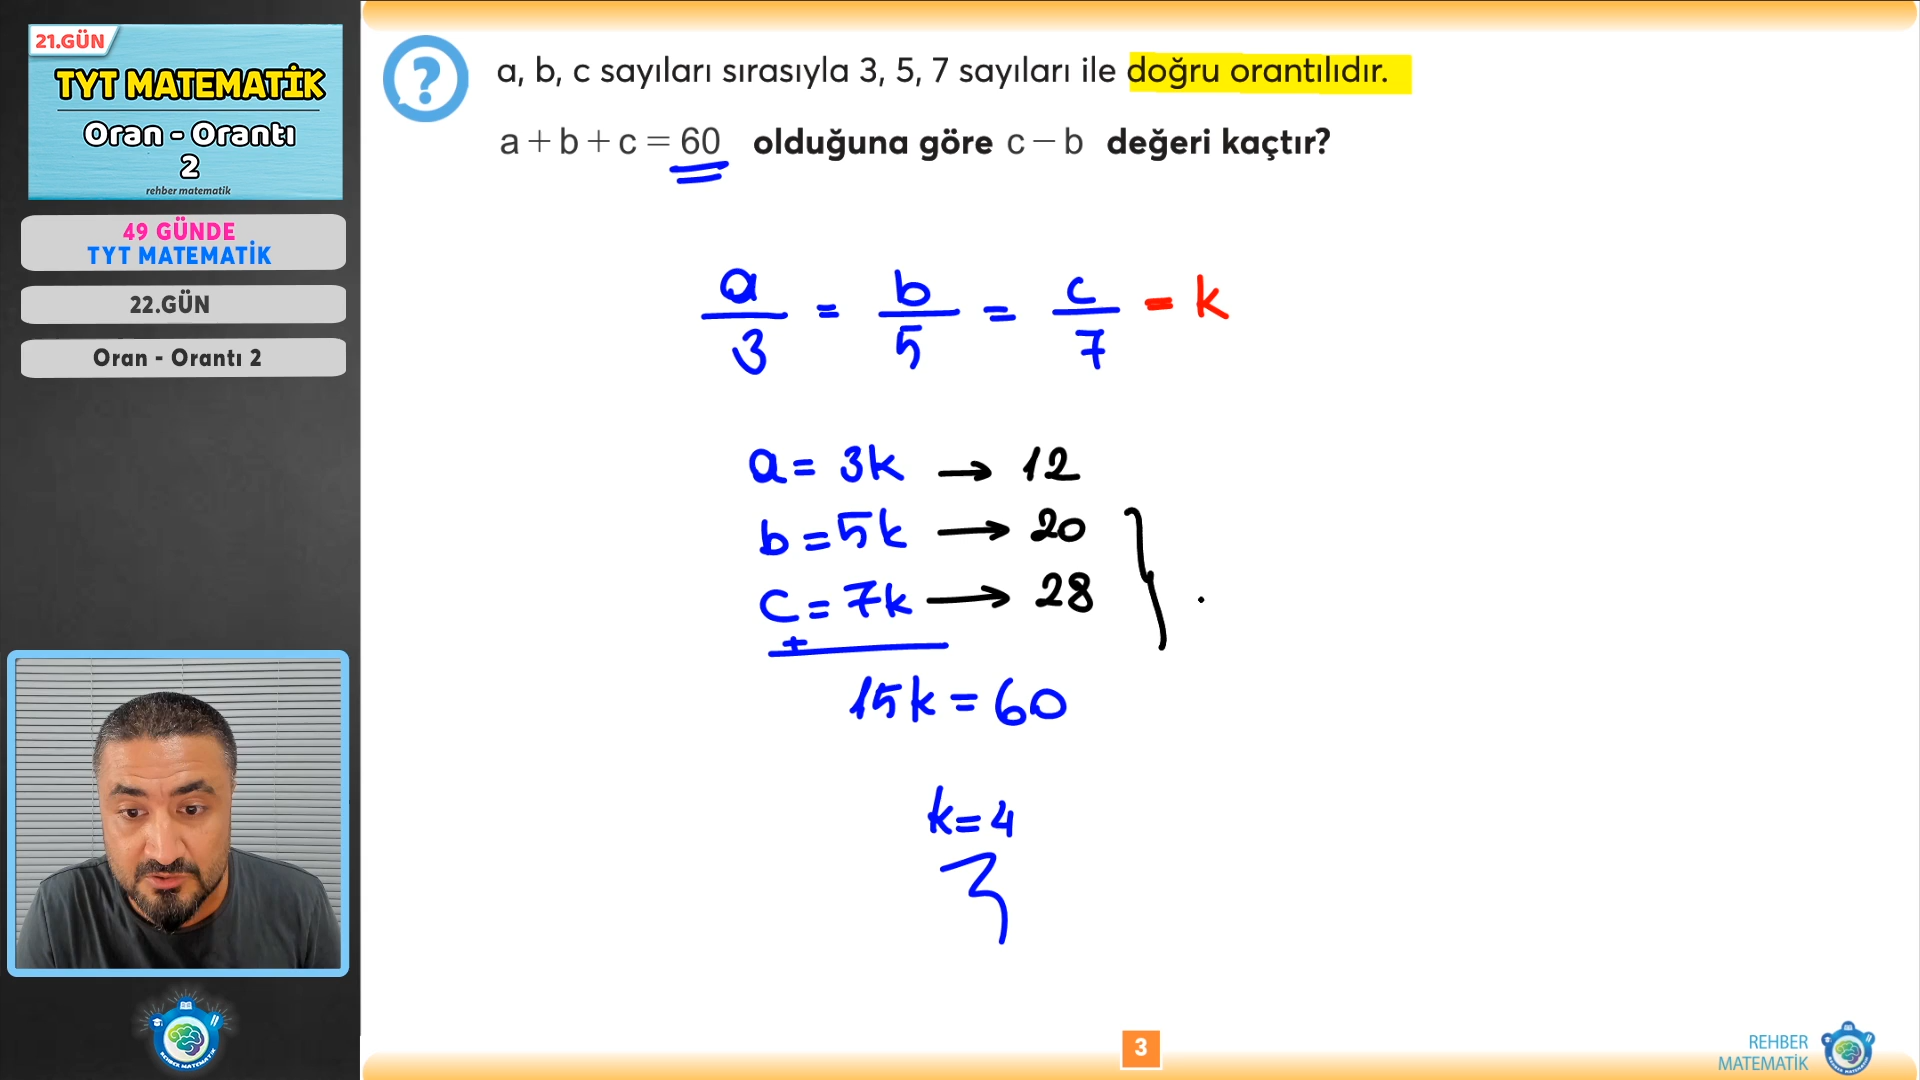 21.GÜN
TYT MATEMATİK
Oran - Orantı
2
rehber matematik
49 GÜNDE
TYT MATEMATİK
22.GÜN
Oran - Orantı 2
a, b, c sayıları sırasıyla 3, 5, 7 sayıları ile doğru orantılıdır.
a + b + c = 60 olduğuna göre c − b değeri kaçtır?
a/3 = b/5 = c/7 = k
a = 3k → 12
b = 5k → 20
c = 7k → 28
+
15k = 60
k = 4
3
REHBER
MATEMATİK
REHBER MATEMATİK